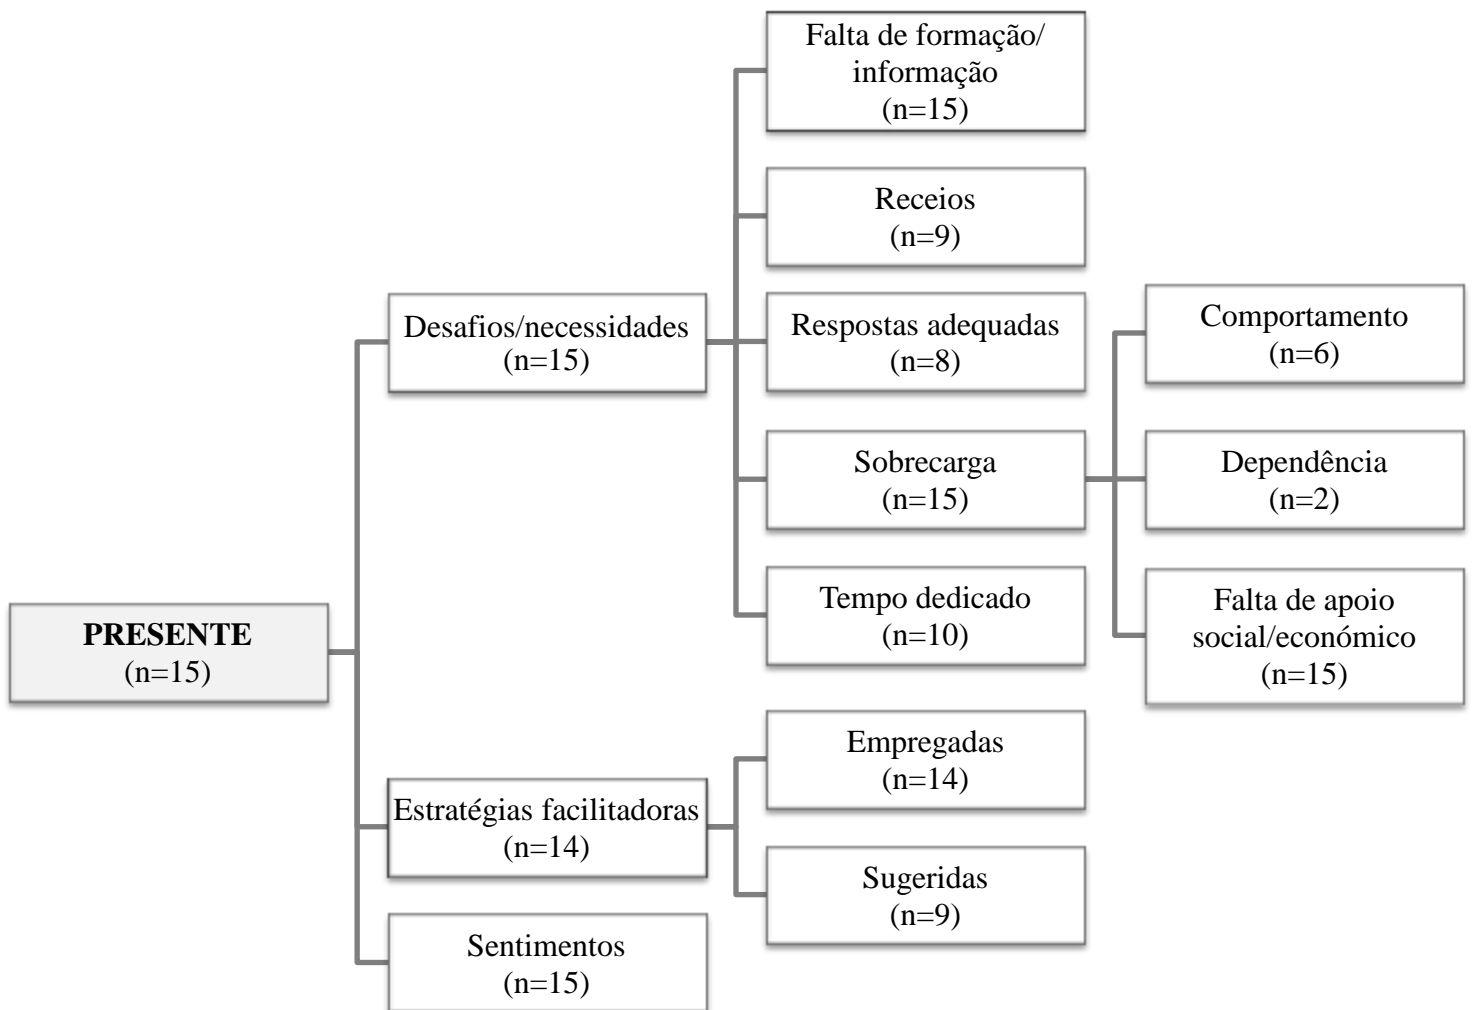 Falta de formação/
informação
(n=15)
Receios
(n=9)
Desafios/necessidades
(n=15)
Respostas adequadas
(n=8)
Comportamento
(n=6)
Sobrecarga
(n=15)
Dependência
(n=2)
Tempo dedicado
(n=10)
Falta de apoio
social/económico
(n=15)
PRESENTE
(n=15)
Empregadas
(n=14)
Estratégias facilitadoras
(n=14)
Sugeridas
(n=9)
Sentimentos
(n=15)